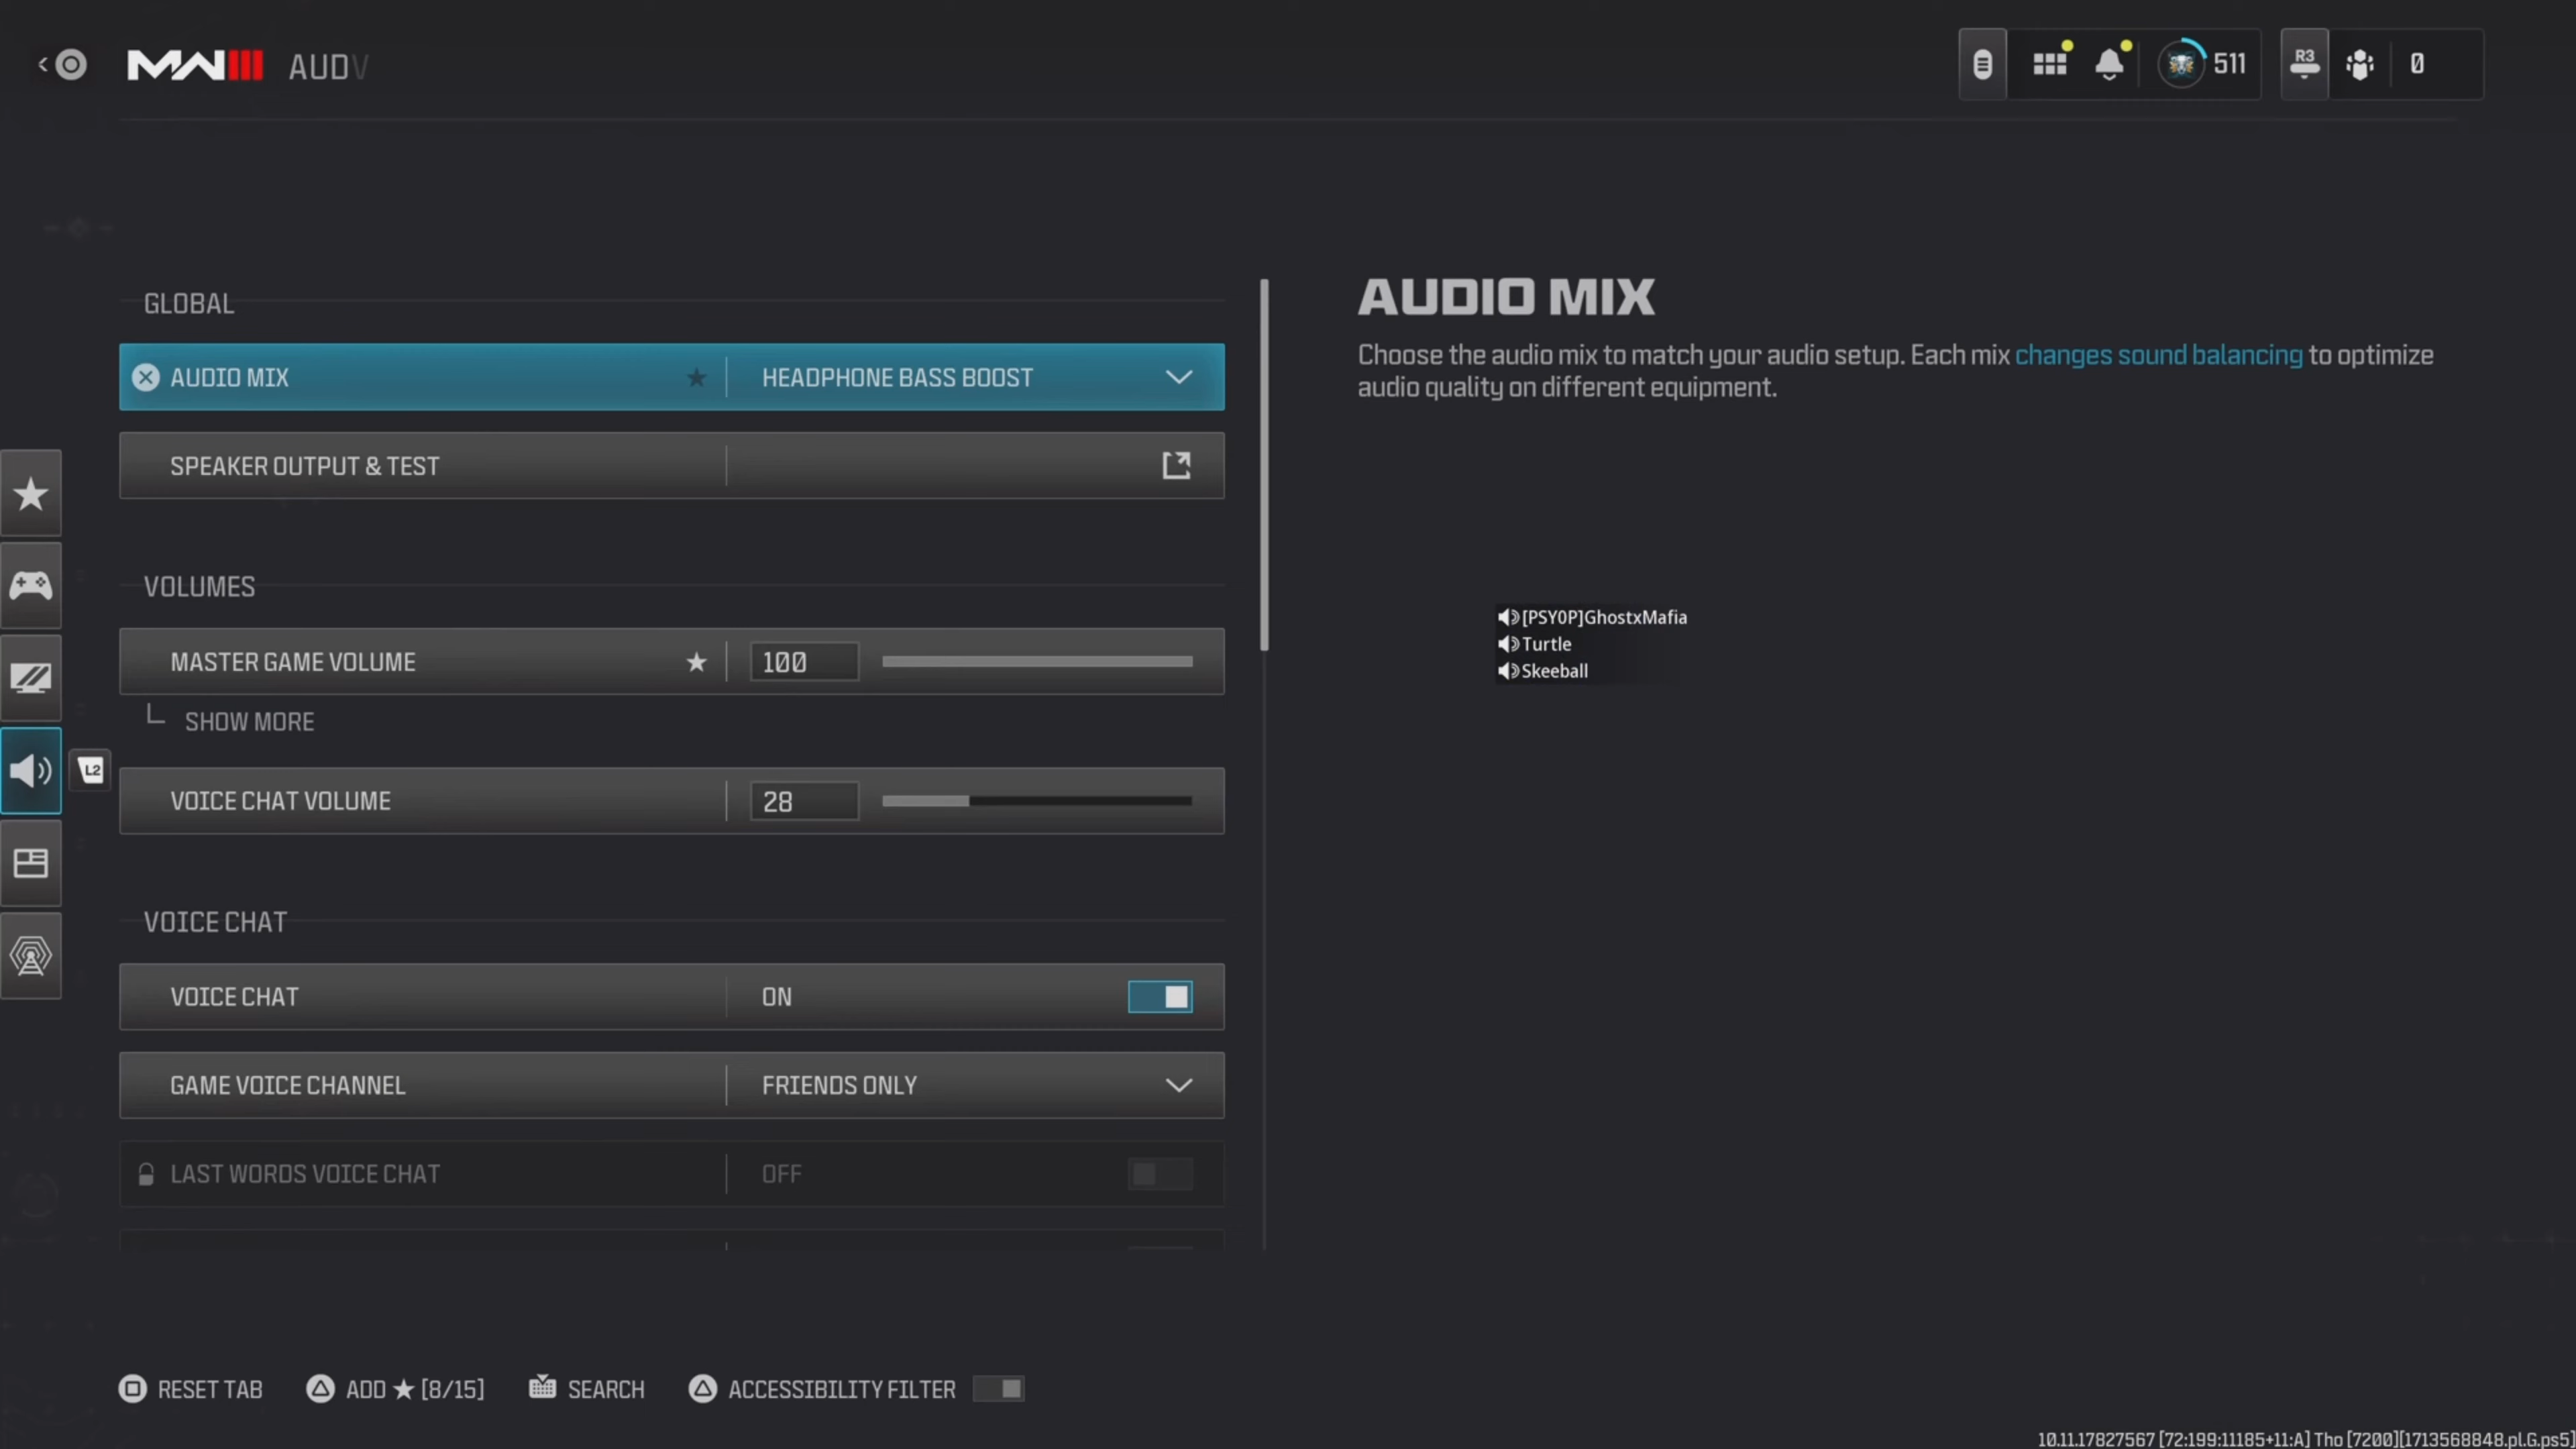 MWIII AUD
511
R3
0
GLOBAL
AUDIO MIX
HEADPHONE BASS BOOST
SPEAKER OUTPUT & TEST
VOLUMES
MASTER GAME VOLUME
100
SHOW MORE
L2
VOICE CHAT VOLUME
28
VOICE CHAT
VOICE CHAT
ON
GAME VOICE CHANNEL
FRIENDS ONLY
LAST WORDS VOICE CHAT
OFF
AUDIO MIX
Choose the audio mix to match your audio setup. Each mix changes sound balancing to optimize
audio quality on different equipment.
[PSY0P]GhostxMafia
Turtle
Skeeball
RESET TAB
ADD ★ [8/15]
SEARCH
ACCESSIBILITY FILTER
10.11.17827567 [72:199:11185+11:A] Tho [7200][1713568848.pl.G.ps5]